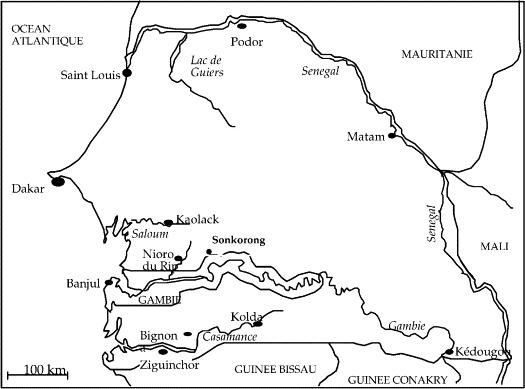 OCEAN
ATLANTIQUE
Podor
MAURITANIE
Lac de
Guiers
Saint Louis
Senegal
Matam
Dakar
Kaolack
Saloum
Senegal
Sonkorong
MALI
Nioro
du Rip
Banjul
GAMBIE
Kolda
Gambie
Bignon
a
Casamance
Kédougou
Ziguinchor
GUINEE BISSAU
100 km
GUINEE CONAKRY